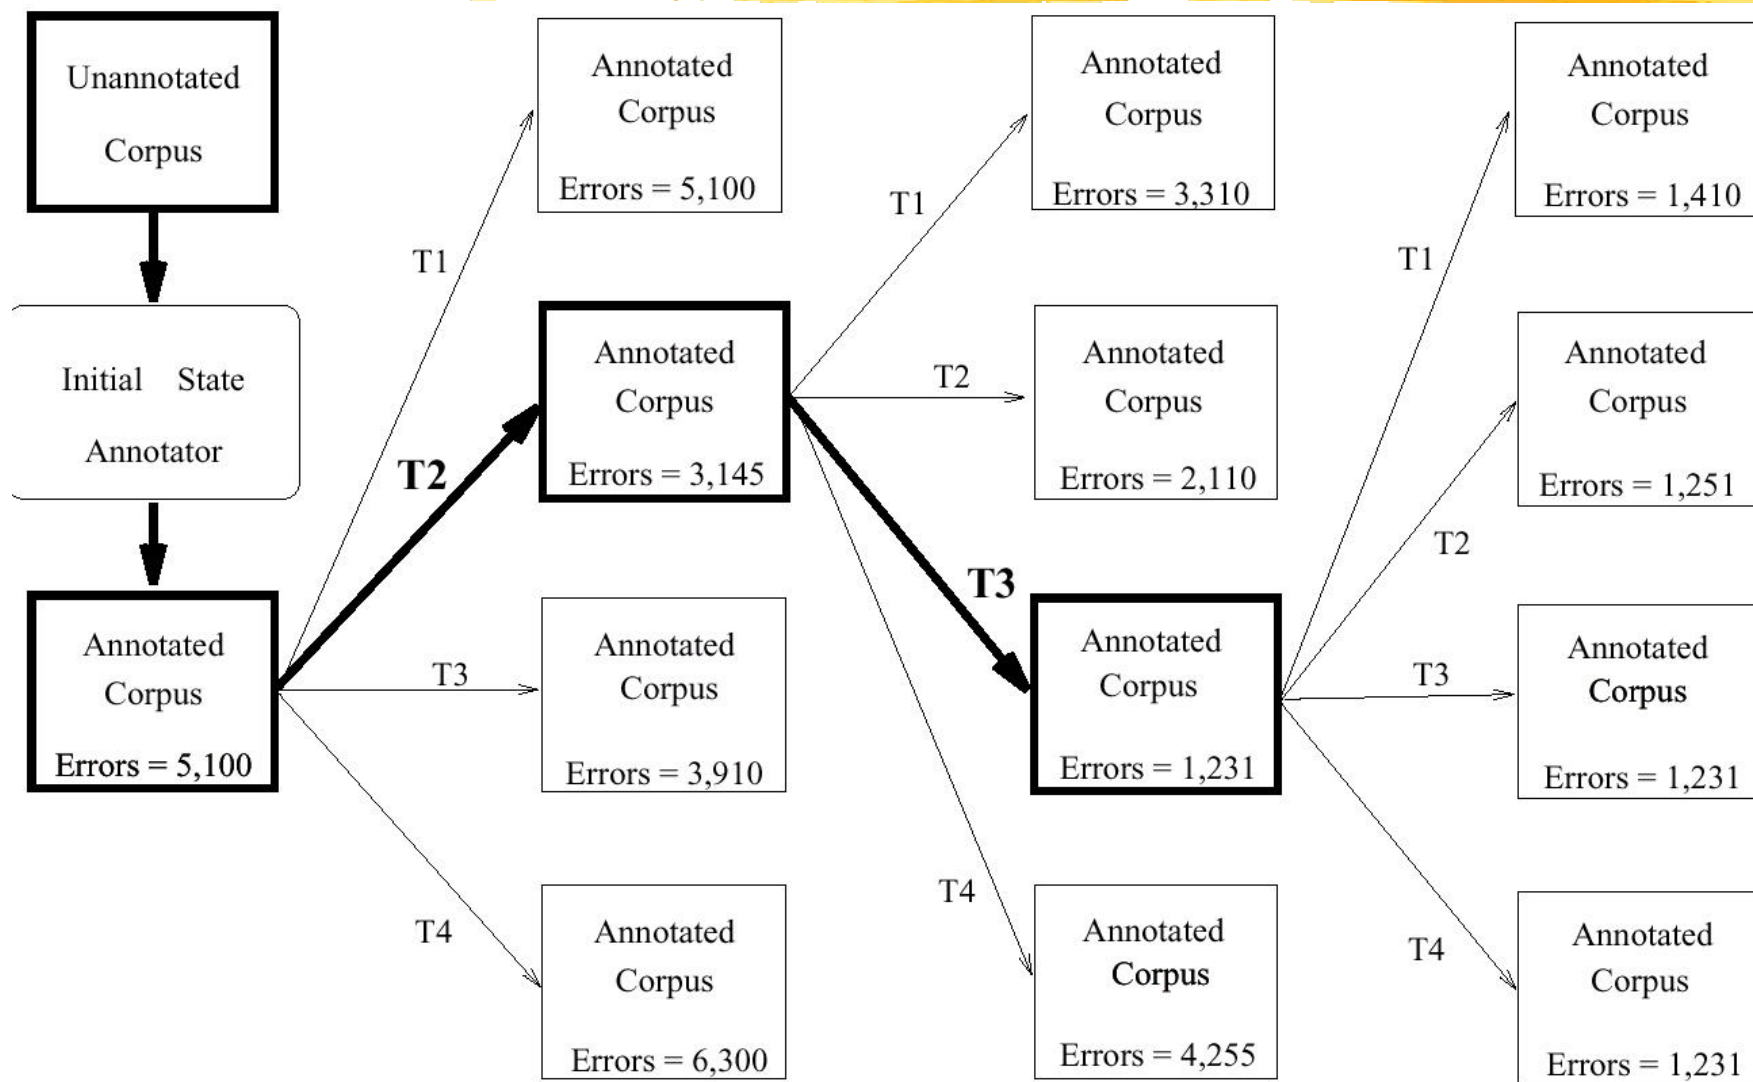 Unannotated
Corpus
Initial State
Annotator
Annotated
Corpus
Errors = 5,100
T1
T2
T3
T4
Annotated
Corpus
Errors = 5,100
Annotated
Corpus
Errors = 3,145
Annotated
Corpus
Errors = 3,910
Annotated
Corpus
Errors = 6,300
T1
T2
T3
T4
Annotated
Corpus
Errors = 3,310
Annotated
Corpus
Errors = 2,110
Annotated
Corpus
Errors = 1,231
Annotated
Corpus
Errors = 4,255
T1
T2
T3
T4
Annotated
Corpus
Errors = 1,410
Annotated
Corpus
Errors = 1,251
Annotated
Corpus
Errors = 1,231
Annotated
Corpus
Errors = 1,231